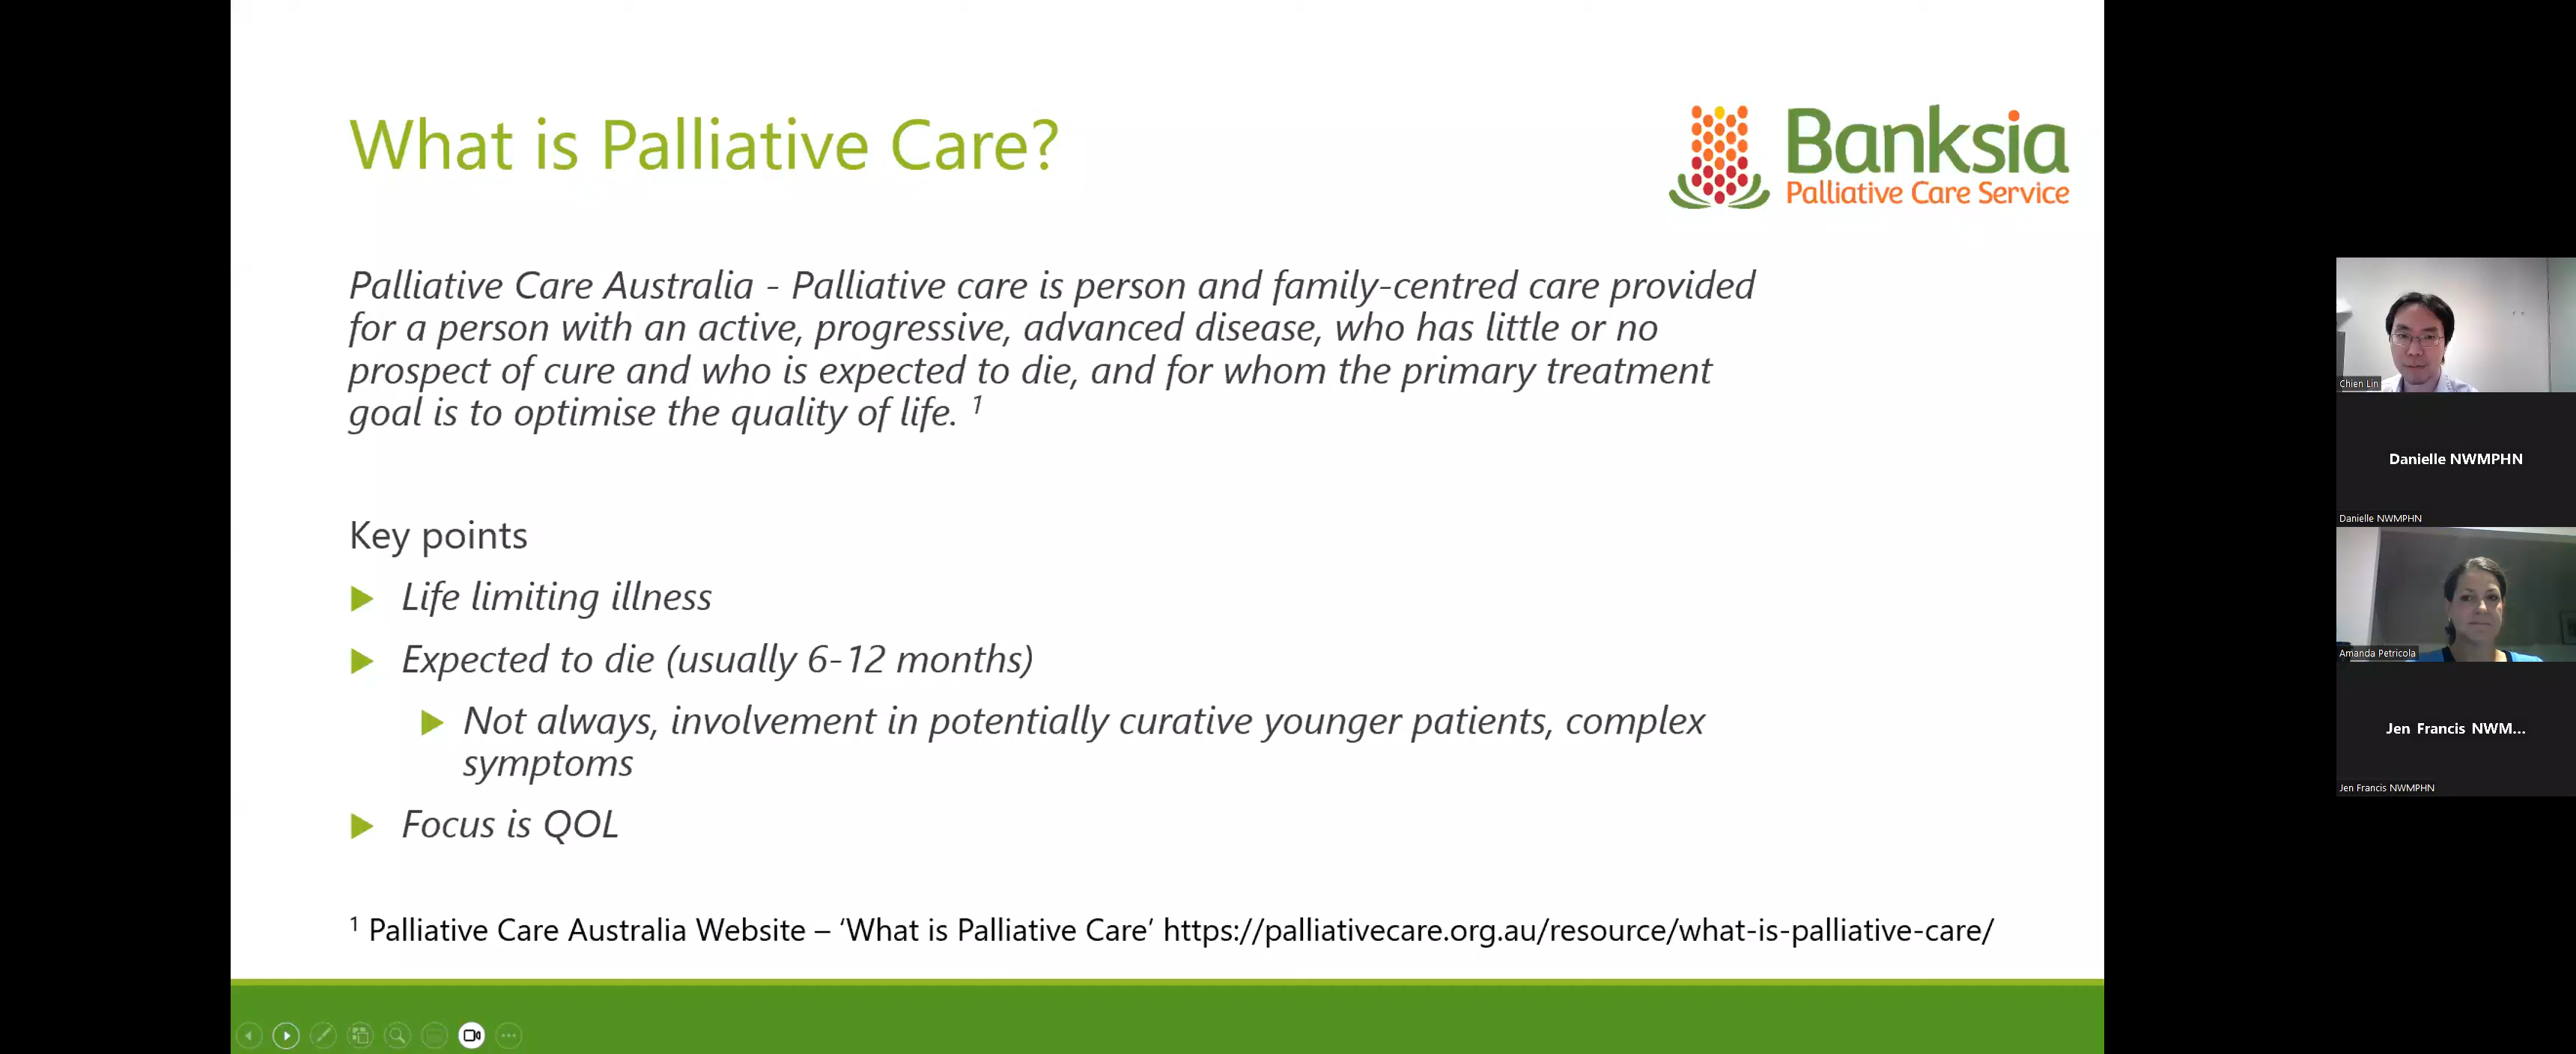 What is Palliative Care?
Banksia
Palliative Care Service
Palliative Care Australia - Palliative care is person and family-centred care provided
for a person with an active, progressive, advanced disease, who has little or no
prospect of cure and who is expected to die, and for whom the primary treatment
goal is to optimise the quality of life. 1
Key points
Life limiting illness
Expected to die (usually 6-12 months)
Not always, involvement in potentially curative younger patients, complex
symptoms
Focus is QOL
1 Palliative Care Australia Website – ‘What is Palliative Care’ https://palliativecare.org.au/resource/what-is-palliative-care/
Chien Lin
Danielle NWMPHN
Danielle NWMPHN
Amanda Petricola
Jen Francis NWM...
Jen Francis NWMPHN